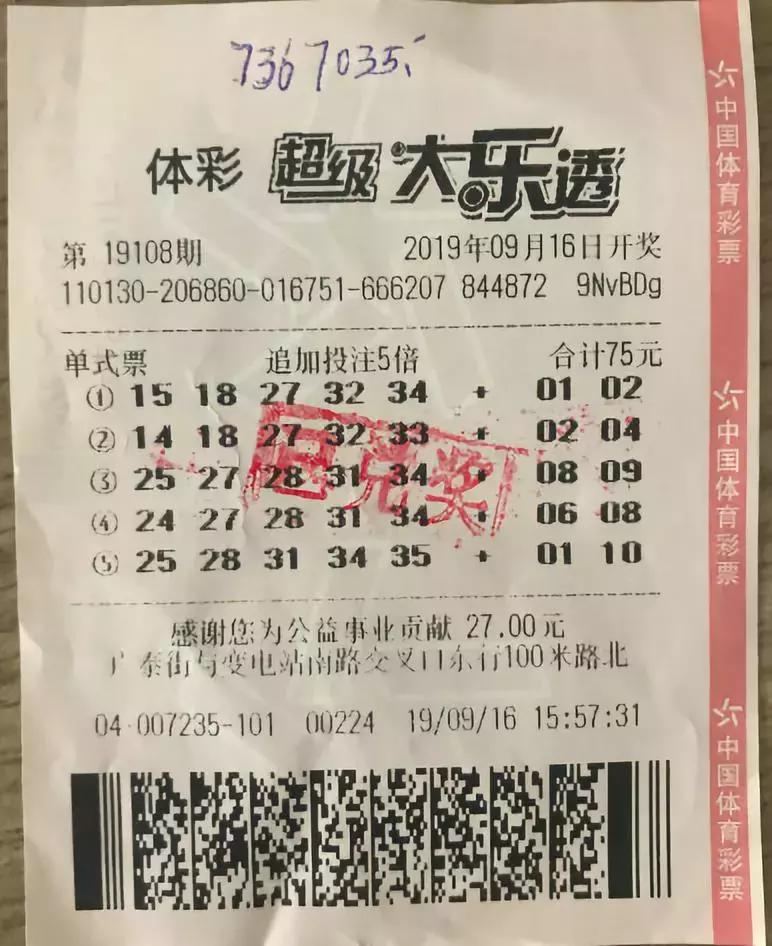 7367035
体彩 超级大乐透
第 19108期 2019年09月16日开奖
110130-206860-016751-666207 844872 9NvBDg
单式票 追加投注5倍 合计75元
① 15 18 27 32 34 + 01 02
② 14 18 27 32 33 + 02 04
③ 25 27 28 31 34 + 08 09
④ 24 27 28 31 34 + 06 08
⑤ 25 28 31 34 35 + 01 10
已兑奖
感谢您为公益事业贡献 27.00元
广泰街与变电站南路交叉口东行100米路北
04-007235-101 00224 19/09/16 15:57:31
中国体育彩票
中国体育彩票
中国体育彩票